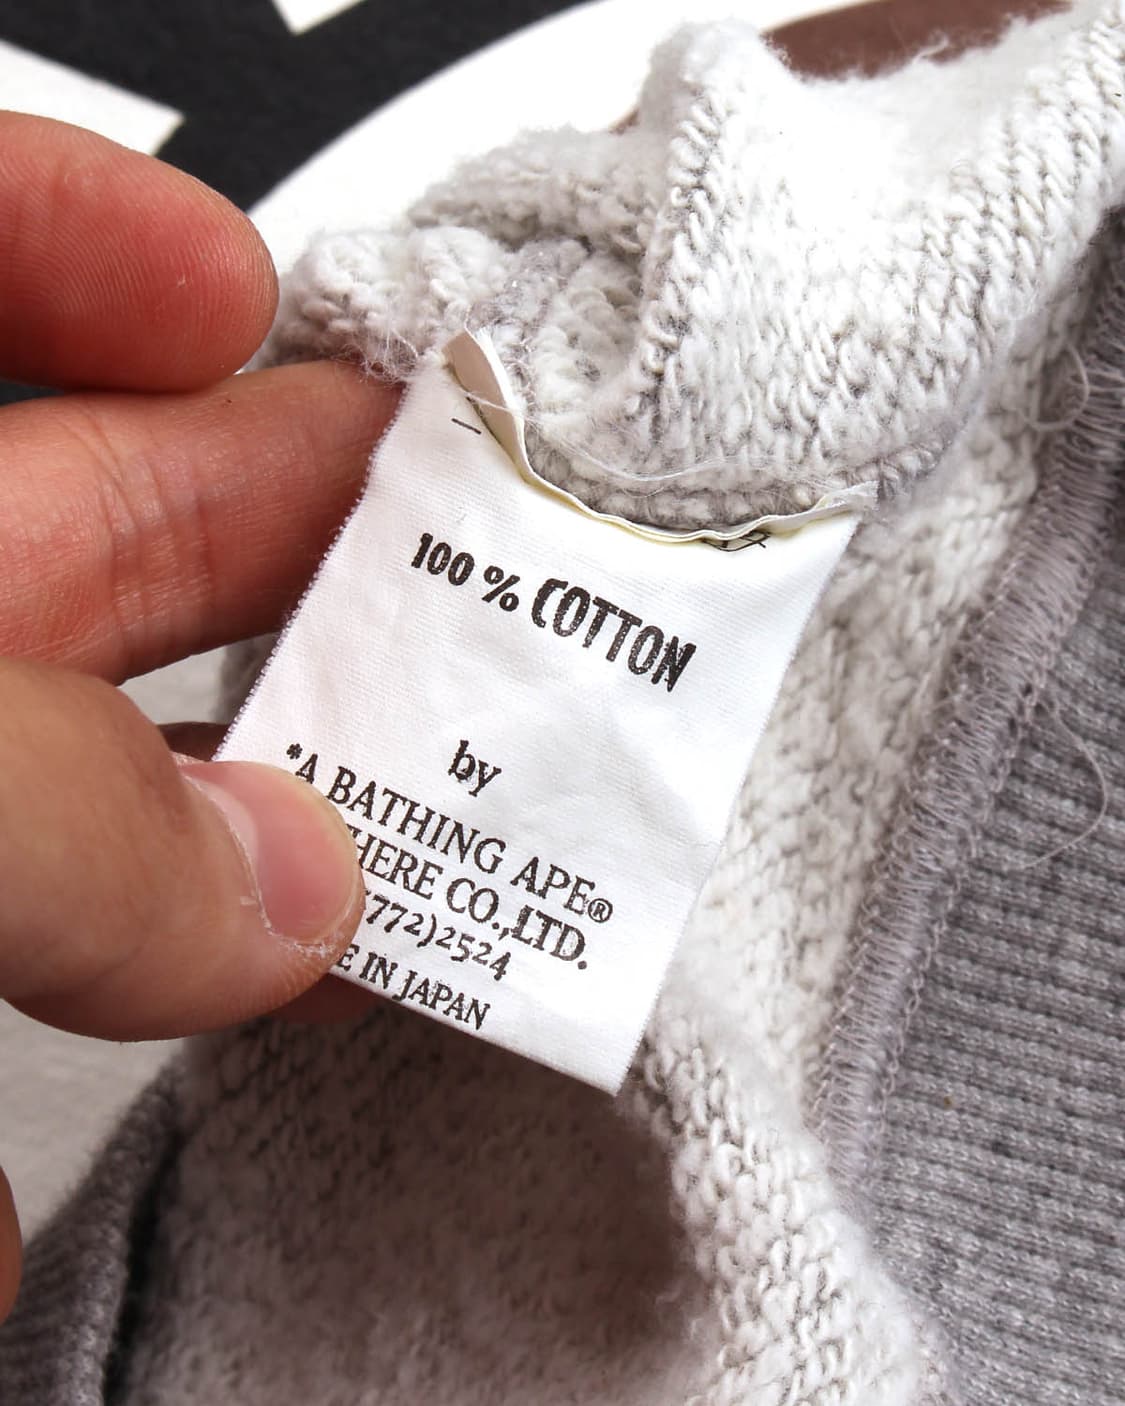 100 % COTTON
by
*A BATHING APE®
HERE CO.,LTD.
772)2524
E IN JAPAN